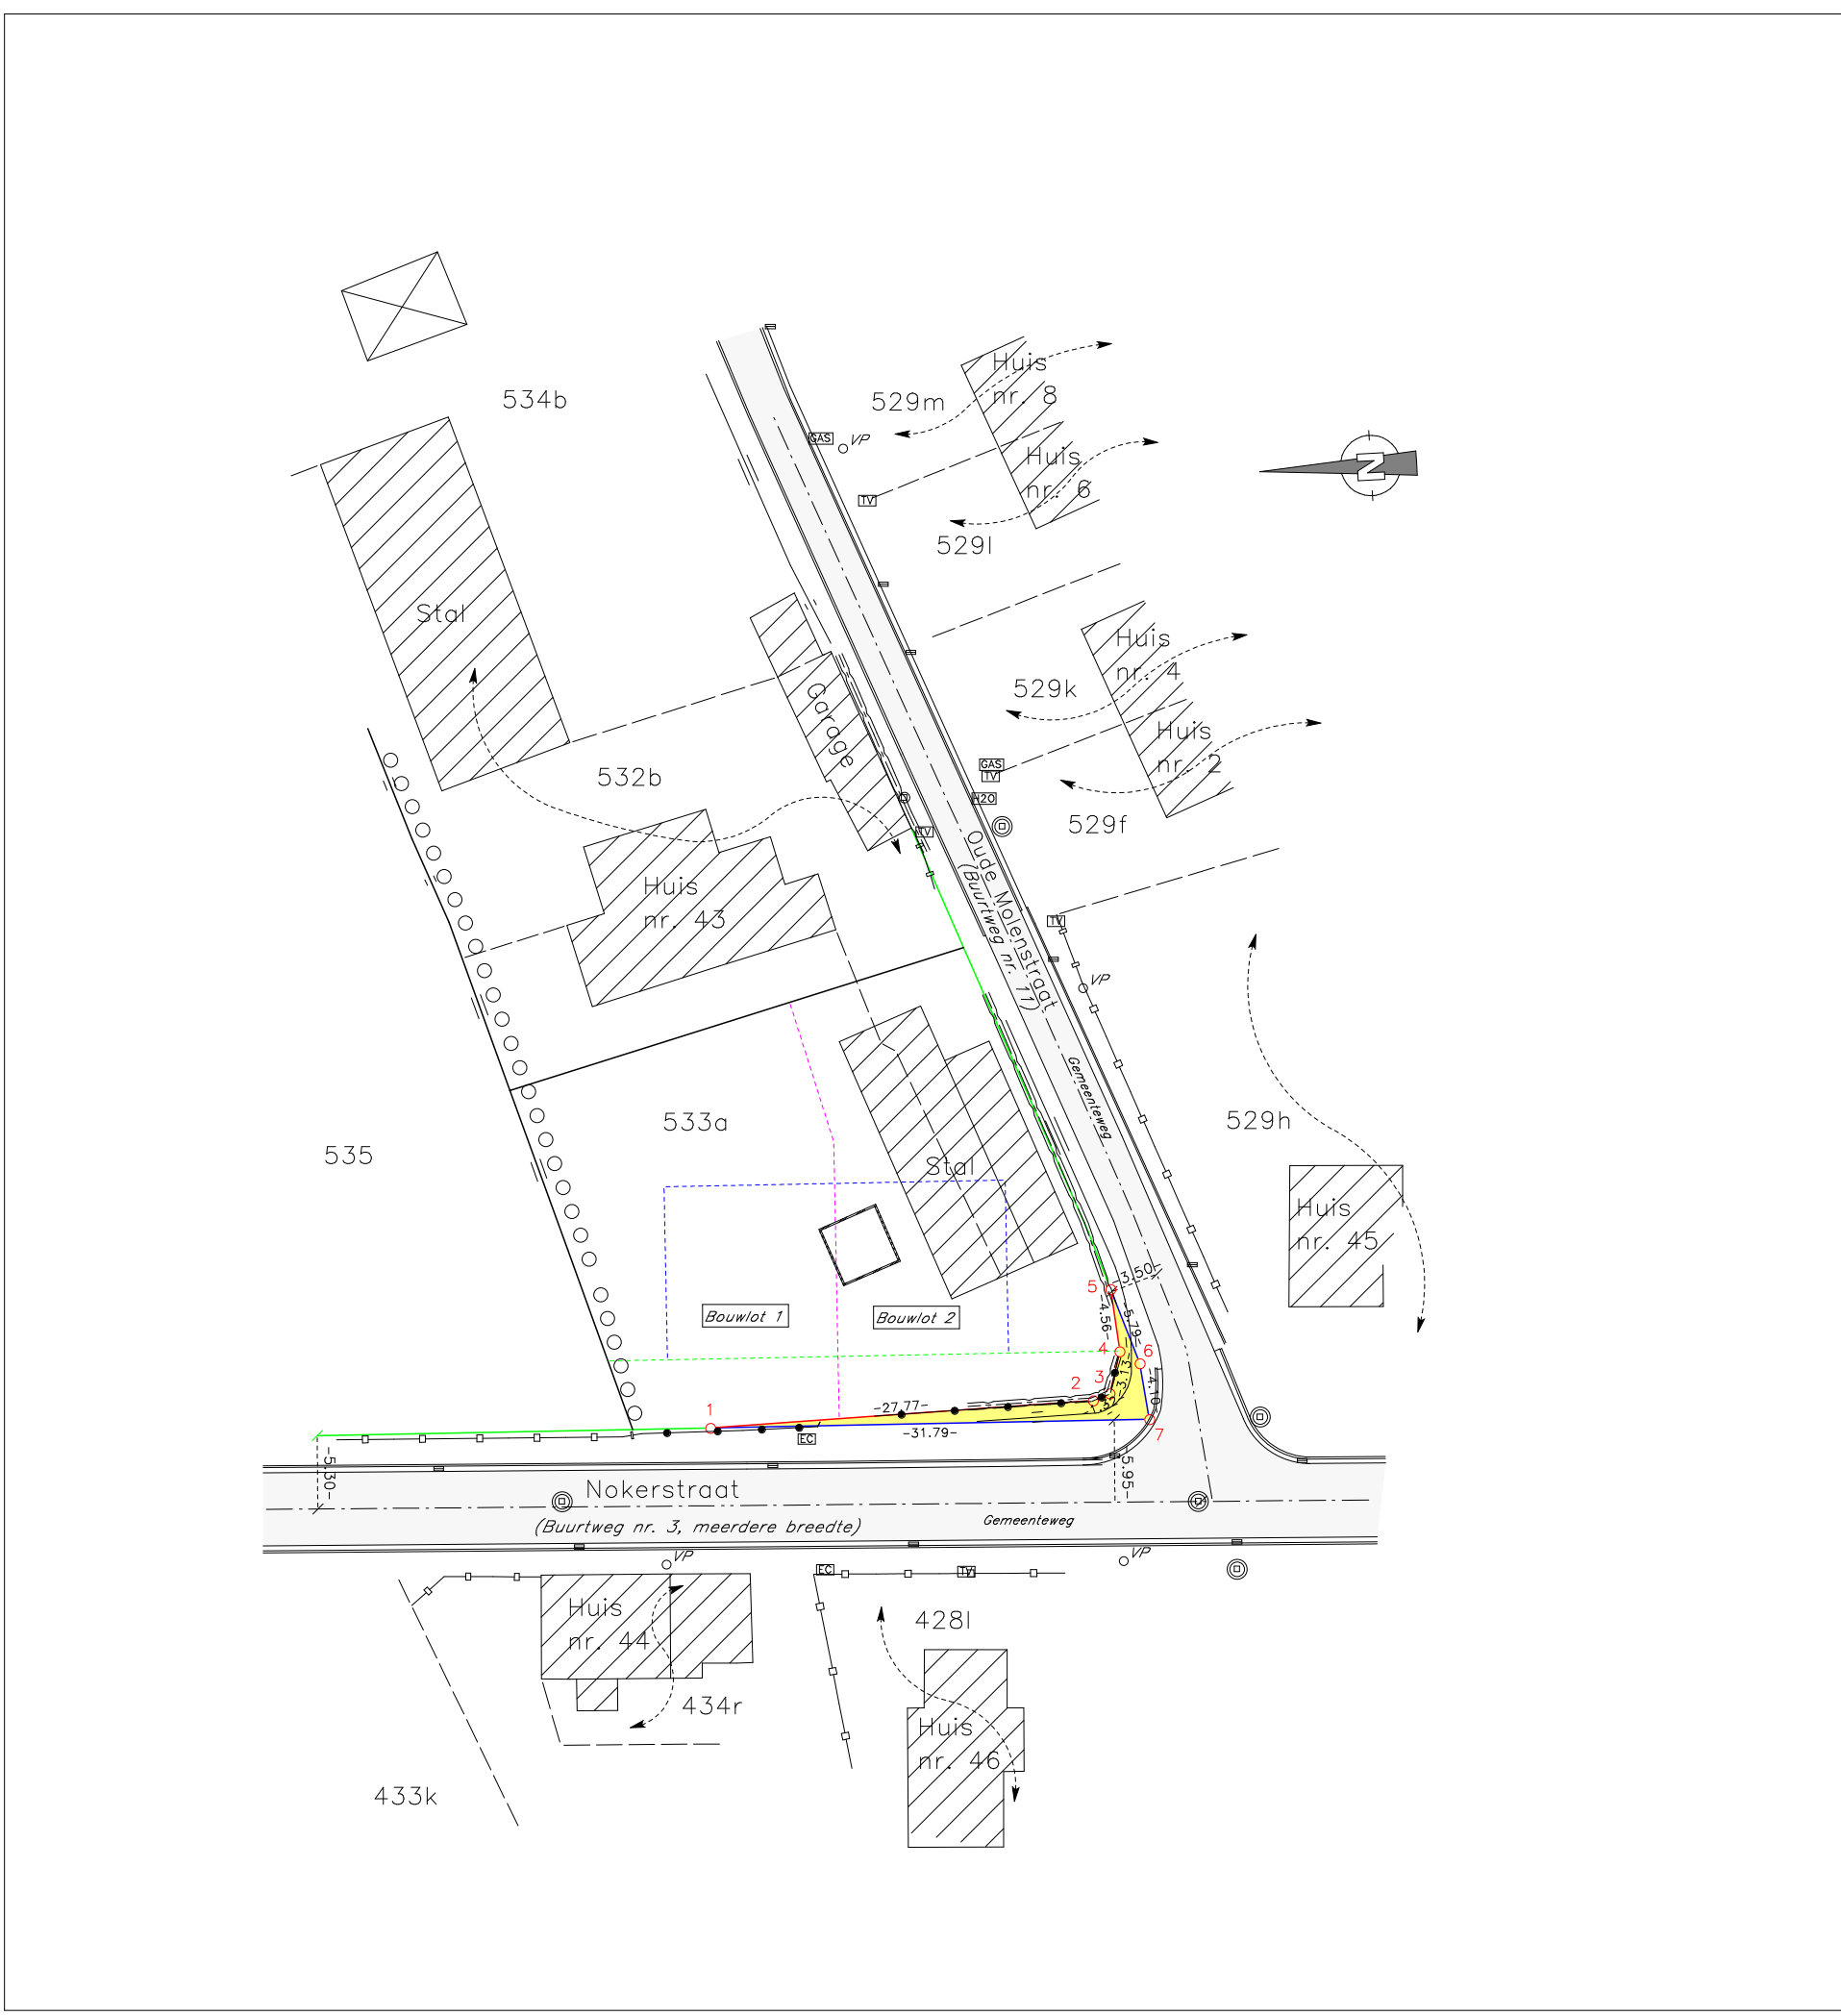 534b
529m
Huis
nr. 8
GAS
VP
Huis
nr. 6
TV
N
529l
Stal
Huis
nr. 4
529k
Garage
Huis
nr. 2
532b
GAS
TV
H2O
529f
TV
Oude Molenstraat
(Buurtweg nr. 11)
Huis
nr. 43
TV
VP
Gemeenteweg
533a
529h
535
Stal
Huis
nr. 45
5
-3.50-
-4.56-
-5.79-
Bouwlot 1
Bouwlot 2
4
6
3
-3.13-
-4.10-
2
1
-27.77-
-31.79-
7
EC
-5.30-
-5.95-
Nokerstraat
(Buurtweg nr. 3, meerdere breedte)
Gemeenteweg
VP
EC
TV
VP
Huis
nr. 44
428l
434r
Huis
nr. 46
433k